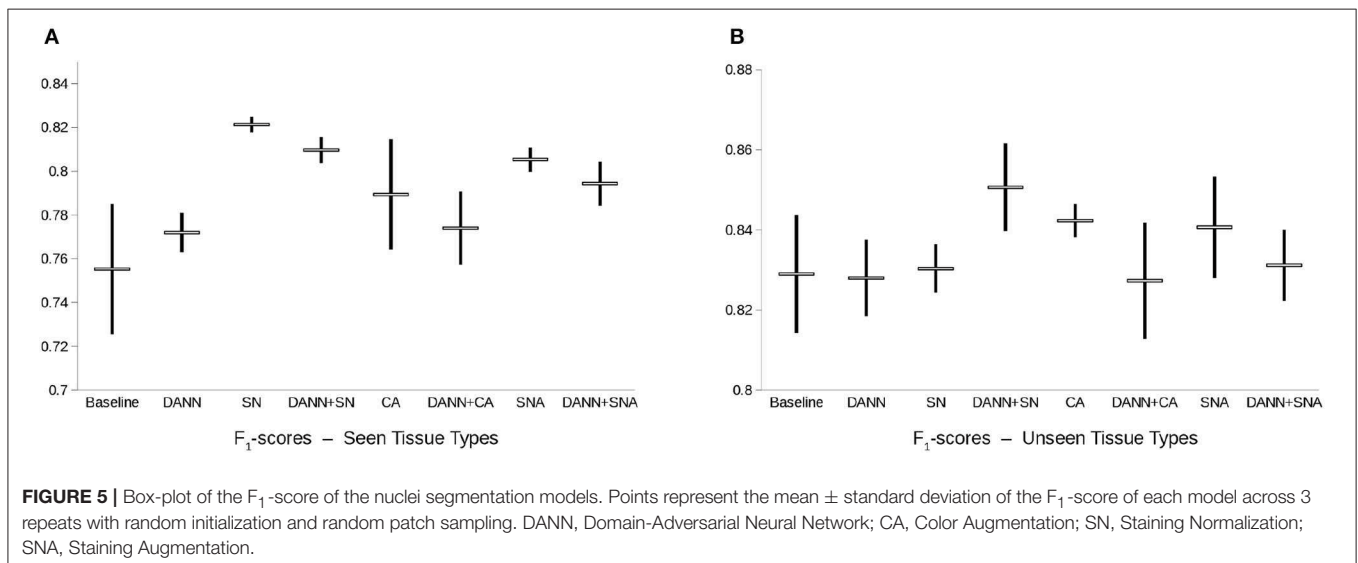 A
0.84
0.82
0.8
0.78
0.76
0.74
0.72
0.7
Baseline DANN SN DANN+SN CA DANN+CA SNA DANN+SNA
F1-scores – Seen Tissue Types
B
0.88
0.86
0.84
0.82
0.8
Baseline DANN SN DANN+SN CA DANN+CA SNA DANN+SNA
F1-scores – Unseen Tissue Types
FIGURE 5 | Box-plot of the F1-score of the nuclei segmentation models. Points represent the mean ± standard deviation of the F1-score of each model across 3
repeats with random initialization and random patch sampling. DANN, Domain-Adversarial Neural Network; CA, Color Augmentation; SN, Staining Normalization;
SNA, Staining Augmentation.